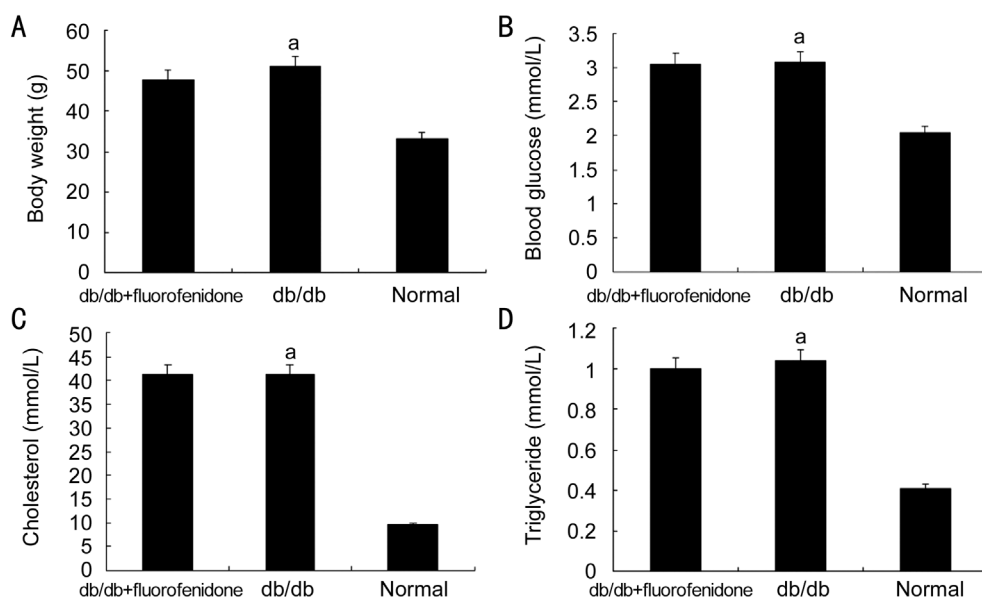 A
Body weight (g)
60
50
40
30
20
10
0
a
db/db+fluorofenidone db/db Normal
B
Blood glucose (mmol/L)
3.5
3
2.5
2
1.5
1
0.5
0
a
db/db+fluorofenidone db/db Normal
C
Cholesterol (mmol/L)
50
45
40
35
30
25
20
15
10
5
0
a
db/db+fluorofenidone db/db Normal
D
Triglyceride (mmol/L)
1.2
1
0.8
0.6
0.4
0.2
0
a
db/db+fluorofenidone db/db Normal